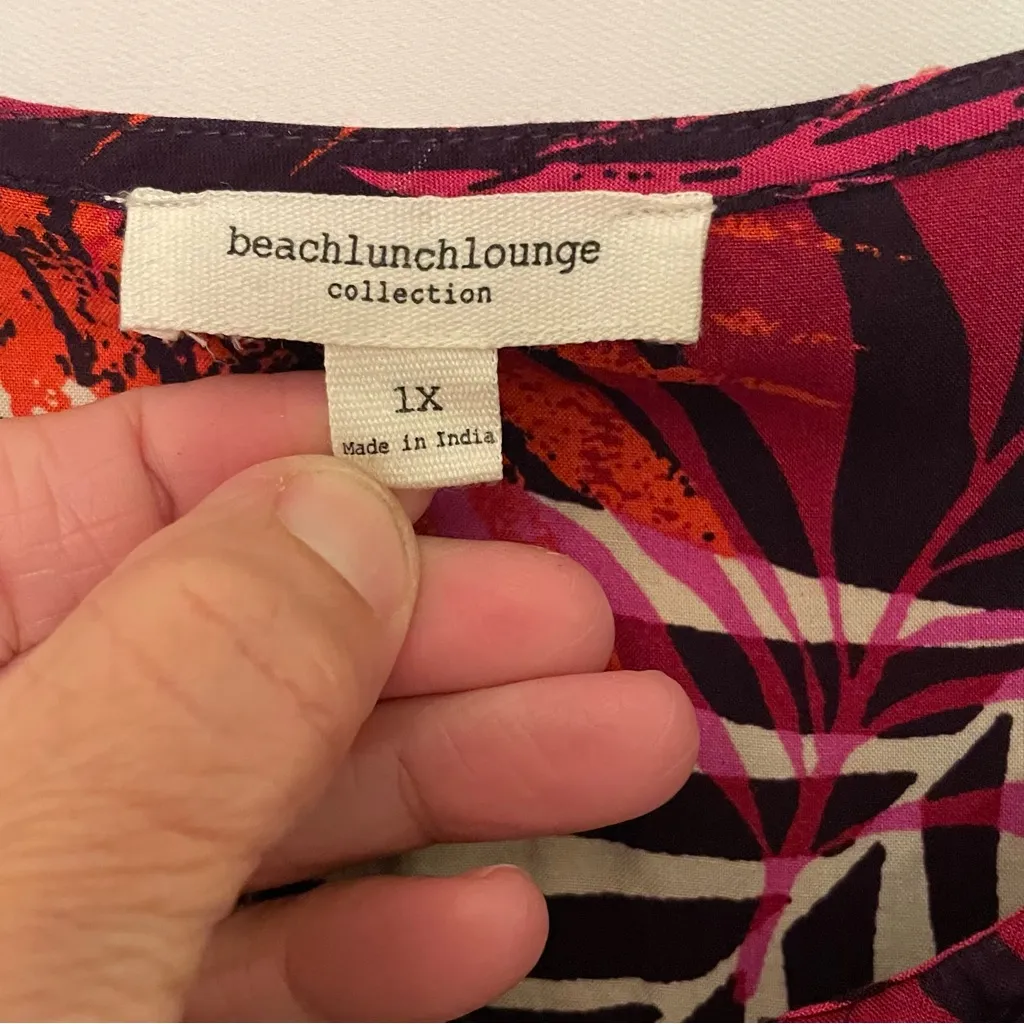 beachlunchlounge
collection
1X
Made in India